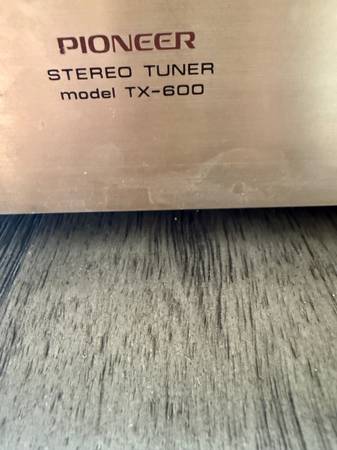 PIONEER
STEREO TUNER
model TX-600